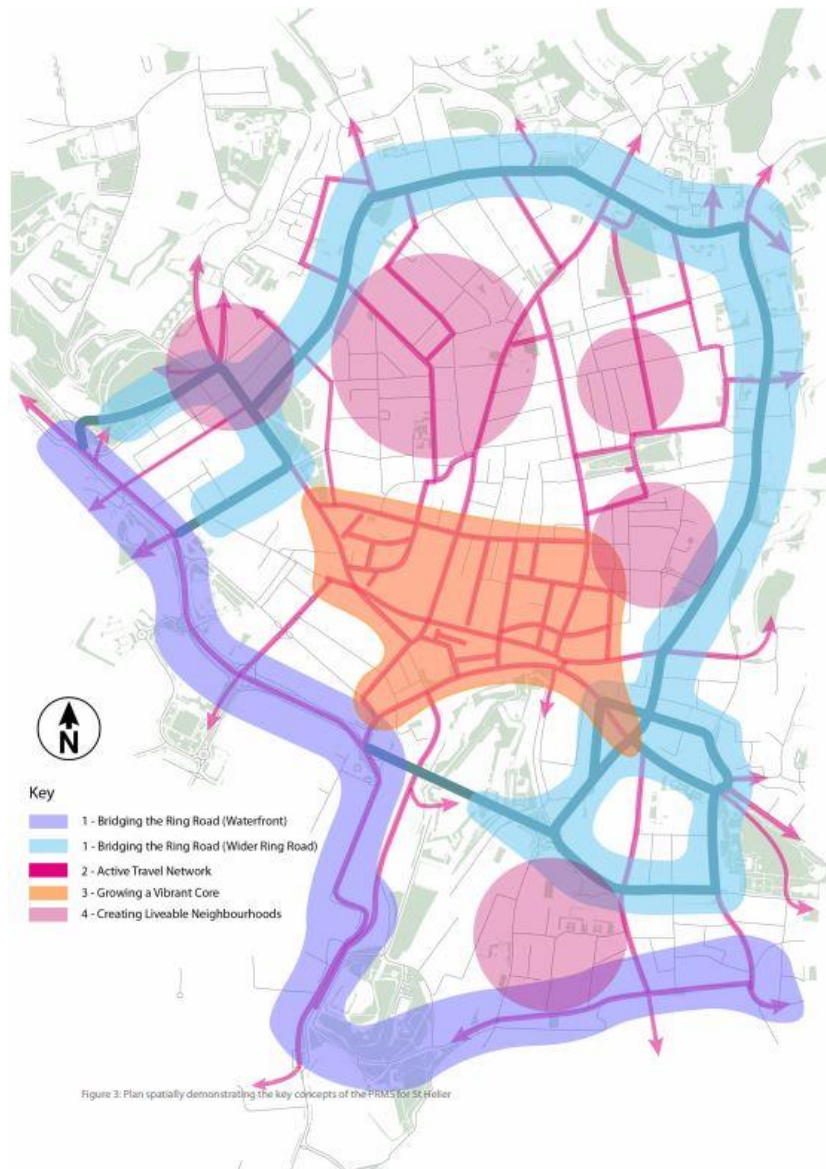 N
Key
1 - Bridging the Ring Road (Waterfront)
1 - Bridging the Ring Road (Wider Ring Road)
2 - Active Travel Network
3 - Growing a Vibrant Core
4 - Creating Liveable Neighbourhoods
Figure 3: Plan spatially demonstrating the key concepts of the PRMS for St Helier